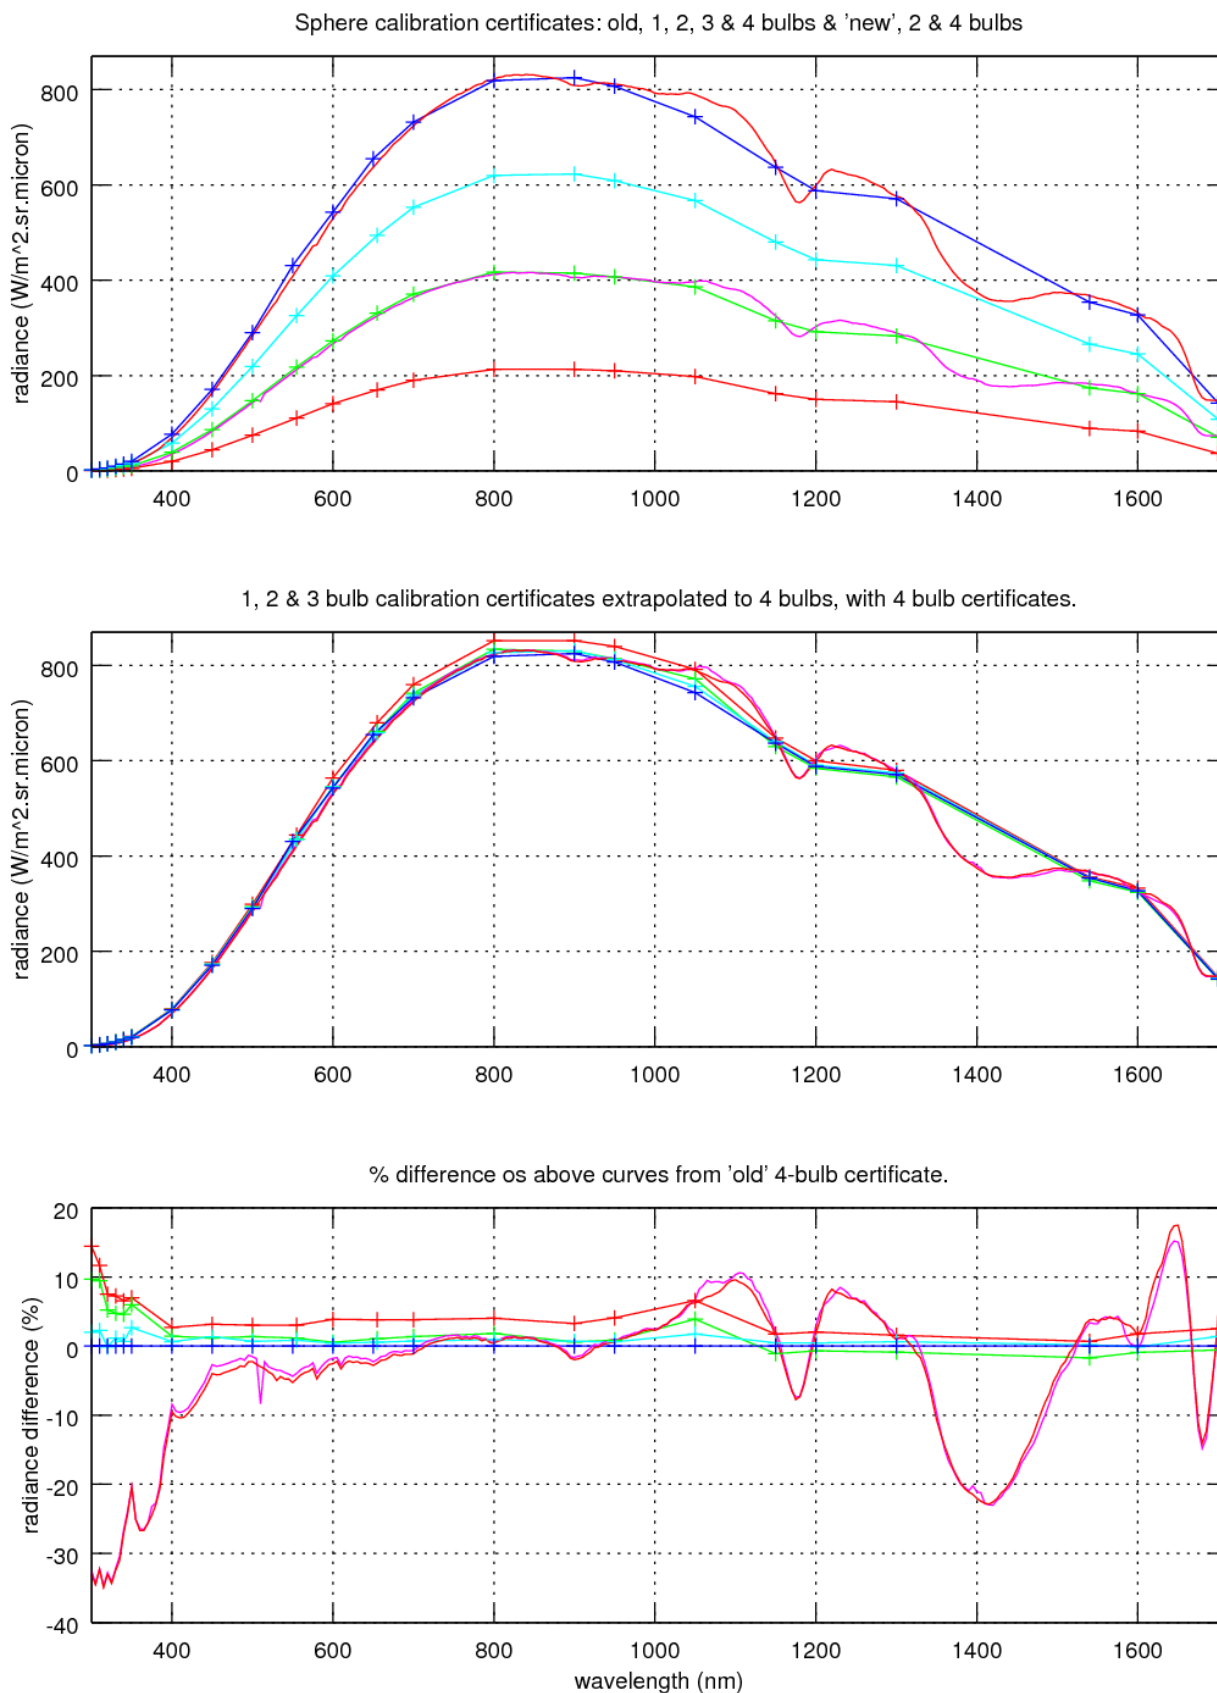 Sphere calibration certificates: old, 1, 2, 3 & 4 bulbs & 'new', 2 & 4 bulbs
800
600
400
200
0
radiance (W/m^2.sr.micron)
400 600 800 1000 1200 1400 1600
1, 2 & 3 bulb calibration certificates extrapolated to 4 bulbs, with 4 bulb certificates.
800
600
400
200
0
radiance (W/m^2.sr.micron)
400 600 800 1000 1200 1400 1600
% difference os above curves from 'old' 4-bulb certificate.
20
10
0
-10
-20
-30
-40
radiance difference (%)
400 600 800 1000 1200 1400 1600
wavelength (nm)